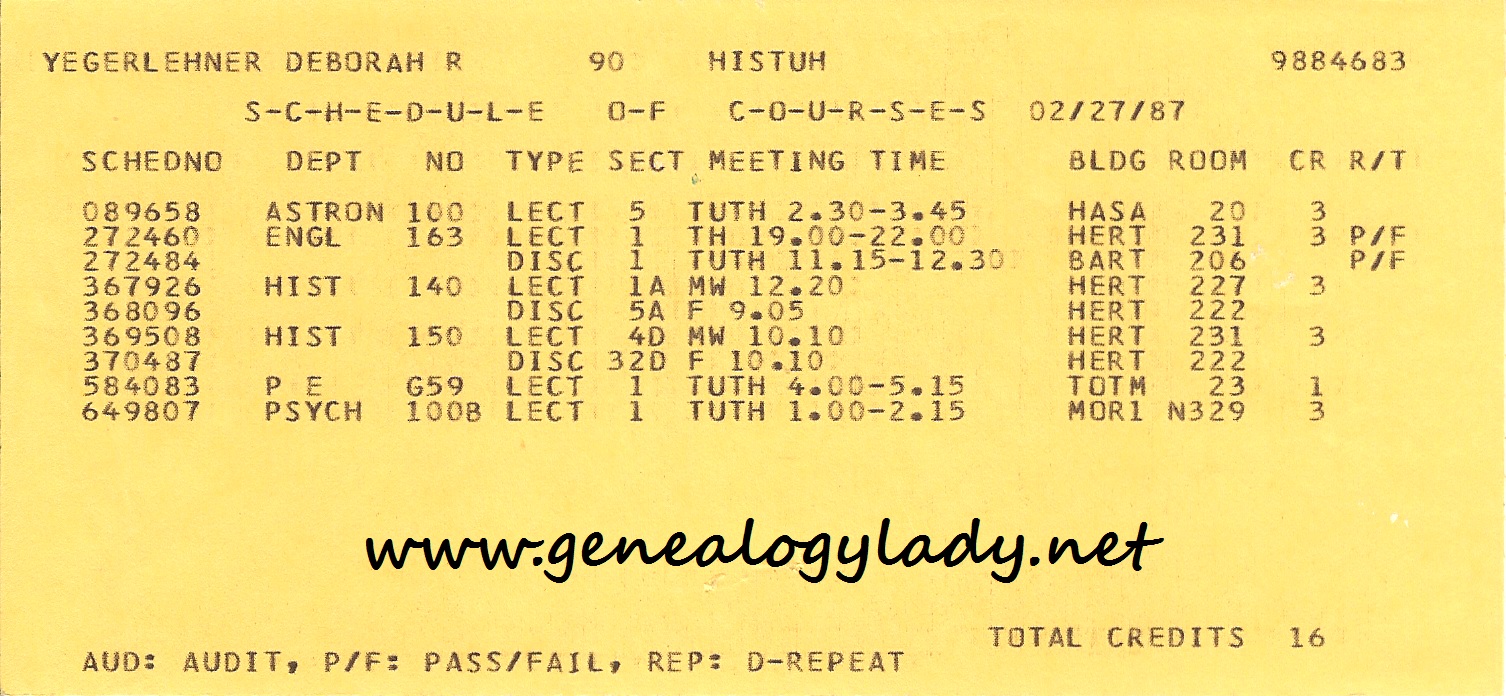 YEGERLEHNER DEBORAH R 90 HISTUH 9884683
S-C-H-E-D-U-L-E O-F C-O-U-R-S-E-S 02/27/87
SCHEDNO DEPT NO TYPE SECT MEETING TIME BLDG ROOM CR R/T
089658 ASTRON 100 LECT 5 TUTH 2.30-3.45 HASA 20 3
272460 ENGL 163 LECT 1 TH 19.00-22.00 HERT 231 3 P/F
272484 DISC 1 TUTH 11.15-12.30 BART 206 P/F
367926 HIST 140 LECT 1A MW 12.20 HERT 227 3
368096 DISC 5A F 9.05 HERT 222
369508 HIST 150 LECT 4D MW 10.10 HERT 231 3
370487 DISC 32D F 10.10 HERT 222
584083 P E G59 LECT 1 TUTH 4.00-5.15 TOTM 23 1
649807 PSYCH 100B LECT 1 TUTH 1.00-2.15 MOR1 N329 3
www.genealogylady.net
TOTAL CREDITS 16
AUD: AUDIT, P/F: PASS/FAIL, REP: D-REPEAT